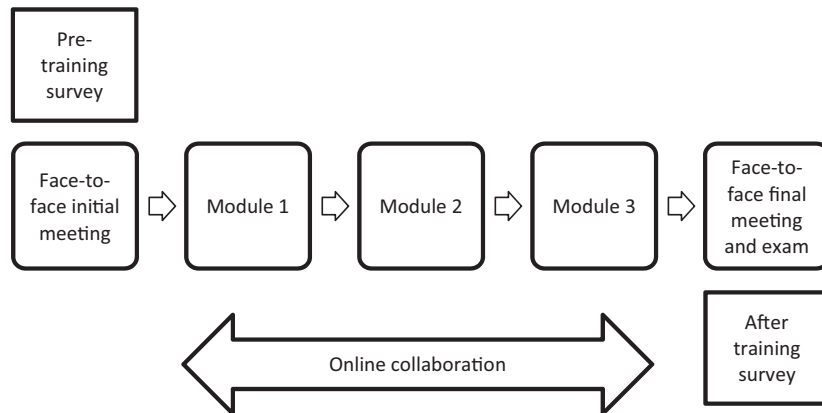 Pre-
training
survey
Face-to-
face initial
meeting
Module 1
Module 2
Module 3
Face-to-
face final
meeting
and exam
Online collaboration
After
training
survey